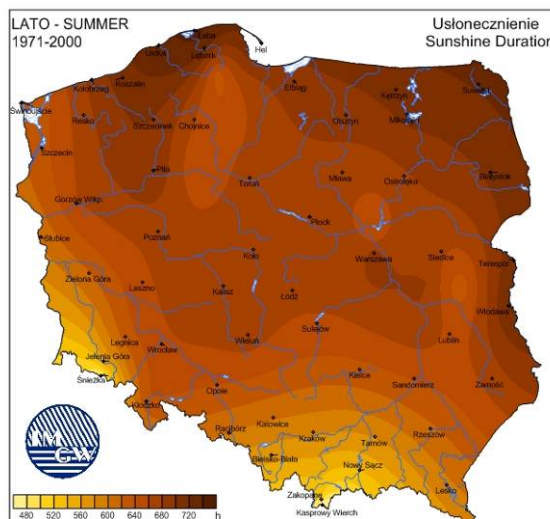 LATO - SUMMER
1971-2000
Usłonecznienie
Sunshine Duration
Łeba
Hel
Ustka
Lębork
Koszalin
Kołobrzeg
Elbląg
Kętrzyn
Suwałki
Świnoujście
Resko
Szczecinek
Chojnice
Olsztyn
Mikołajki
Szczecin
Piła
Toruń
Mława
Ostrołęka
Białystok
Gorzów Wlkp.
Płock
Słubice
Poznań
Koło
Warszawa
Siedlce
Terespol
Zielona Góra
Leszno
Kalisz
Łódź
Włodawa
Legnica
Wrocław
Wieluń
Sulejów
Lublin
Jelenia Góra
Śnieżka
Kielce
Sandomierz
Zamość
Kłodzko
Opole
Katowice
Racibórz
Kraków
Tarnów
Rzeszów
Bielsko-Biała
Nowy Sącz
Lesko
Zakopane
Kasprowy Wierch
IM
GW
480 520 560 600 640 680 720 h